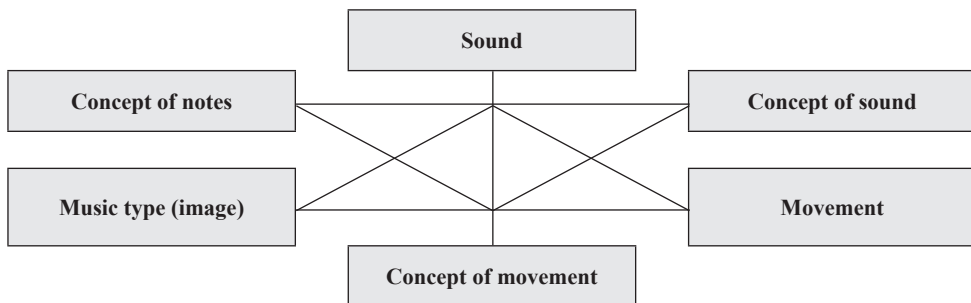 Sound
Concept of notes
Concept of sound
Music type (image)
Movement
Concept of movement